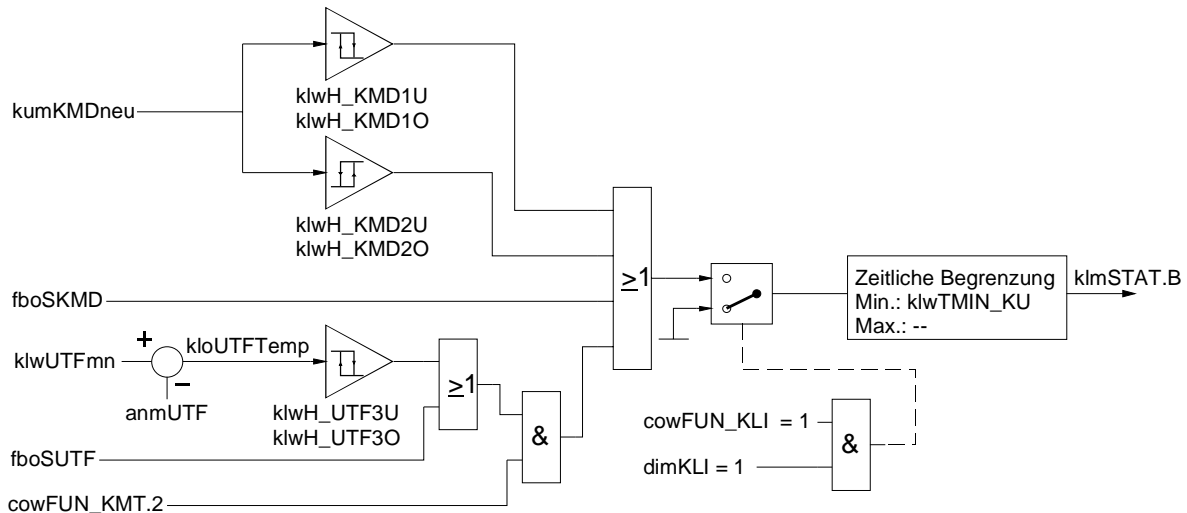 klwH_KMD1U
klwH_KMD1O
kumKMDneu
klwH_KMD2U
klwH_KMD2O
≥1
Zeitliche Begrenzung
Min.: klwTMIN_KU
Max.: --
klmSTAT.B
fboSKMD
+
kloUTFTemp
klwUTFmn
−
anmUTF
≥1
klwH_UTF3U
klwH_UTF3O
&
cowFUN_KLI = 1
&
dimKLI = 1
fboSUTF
cowFUN_KMT.2